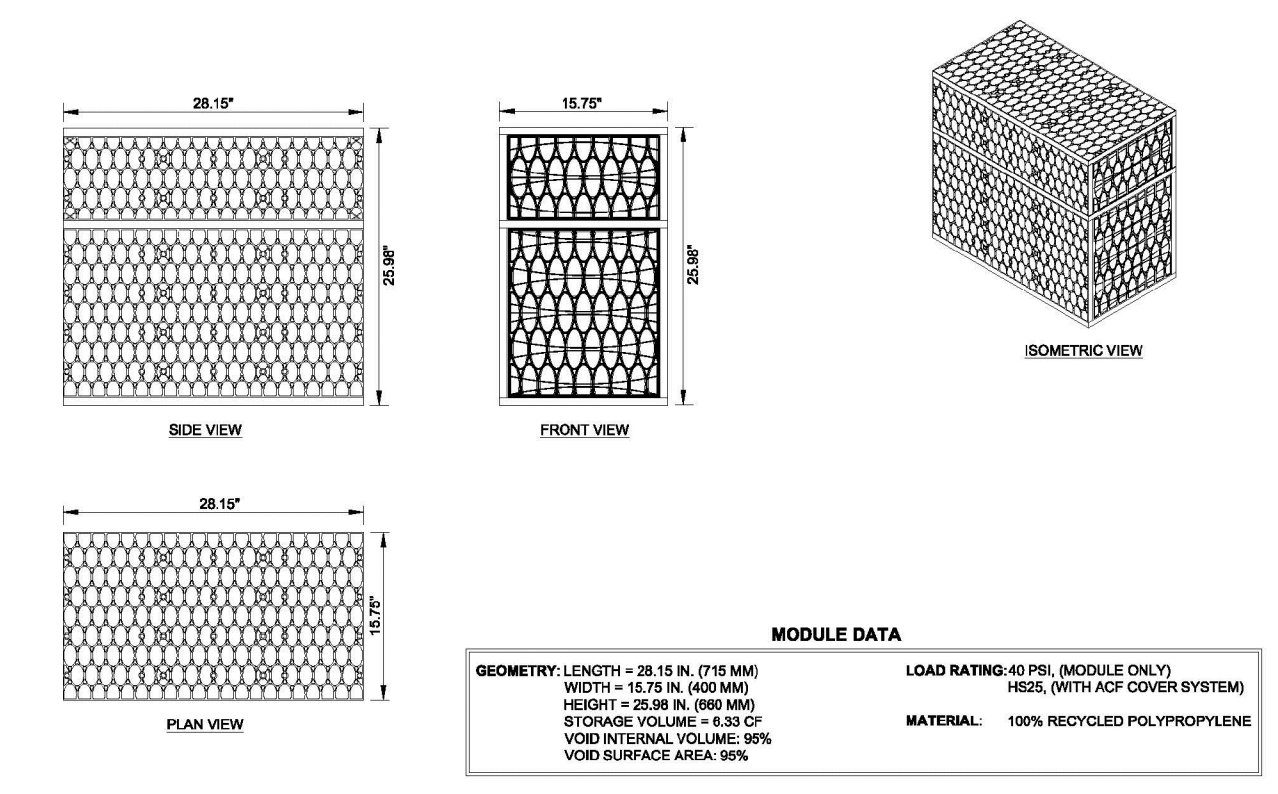 28.15"
25.98"
SIDE VIEW
15.75"
25.98"
FRONT VIEW
ISOMETRIC VIEW
28.15"
15.75"
PLAN VIEW
MODULE DATA
GEOMETRY: LENGTH = 28.15 IN. (715 MM)
WIDTH = 15.75 IN. (400 MM)
HEIGHT = 25.98 IN. (660 MM)
STORAGE VOLUME = 6.33 CF
VOID INTERNAL VOLUME: 95%
VOID SURFACE AREA: 95%
LOAD RATING: 40 PSI, (MODULE ONLY)
HS25, (WITH ACF COVER SYSTEM)
MATERIAL: 100% RECYCLED POLYPROPYLENE